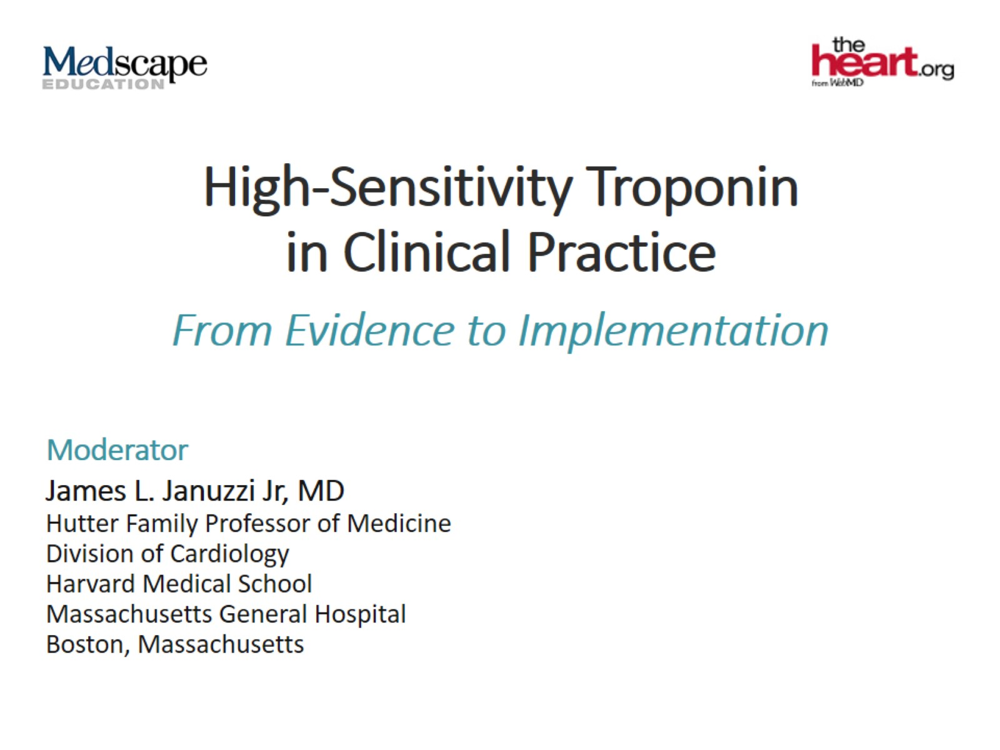 Medscape
EDUCATION
the
heart.org
from WebMD
High-Sensitivity Troponin
in Clinical Practice
From Evidence to Implementation
Moderator
James L. Januzzi Jr, MD
Hutter Family Professor of Medicine
Division of Cardiology
Harvard Medical School
Massachusetts General Hospital
Boston, Massachusetts